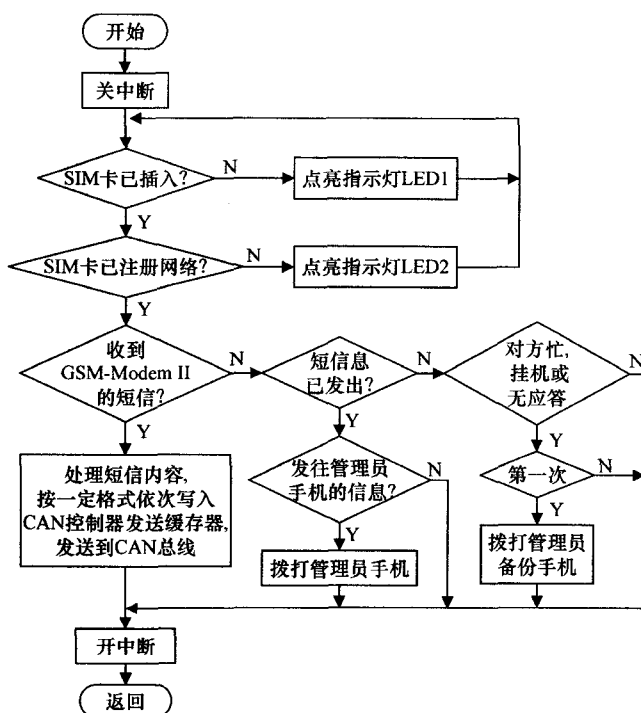 开始
关中断
SIM卡已插入?
N
点亮指示灯LED1
Y
SIM卡已注册网络?
N
点亮指示灯LED2
Y
收到
GSM-Modem II
的短信?
N
短信息
已发出?
N
对方忙,
挂机或
无应答
N
Y
Y
Y
处理短信内容,
按一定格式依次写入
CAN控制器发送缓存器,
发送到CAN总线
发往管理员
手机的信息?
N
第一次
N
Y
Y
拨打管理员手机
拨打管理员
备份手机
开中断
返回